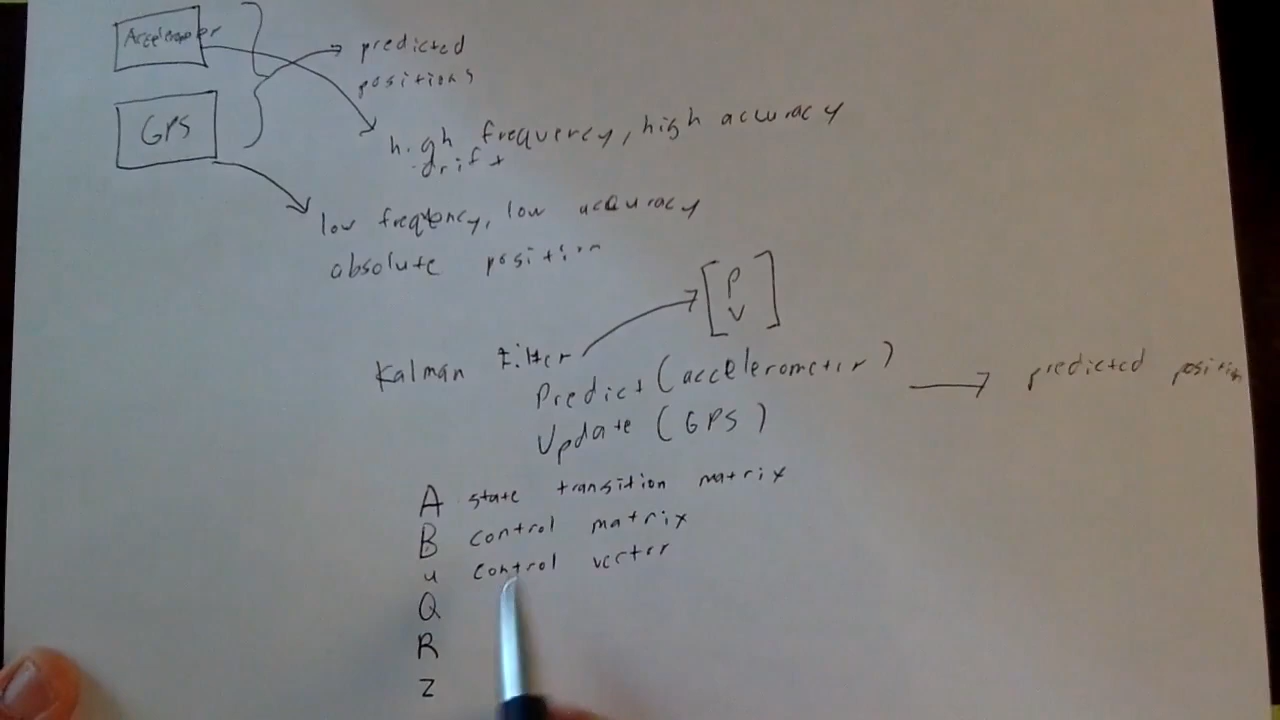 Accelerometer
GPS
predicted
positions
high frequency, high accuracy
drift
low frequency, low accuracy
absolute position
[P
V]
Kalman Filter
Predict (accelerometer)
Update (GPS)
predicted position
A state transition matrix
B control matrix
u control vector
Q
R
z